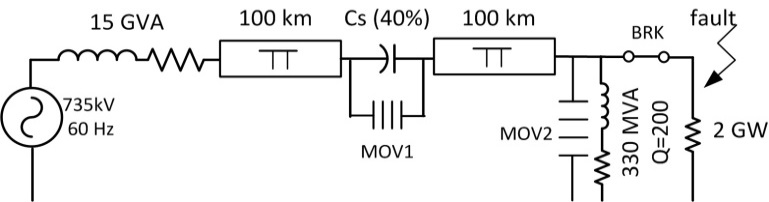 15 GVA
100 km
Cs (40%)
100 km
BRK
fault
735kV
60 Hz
MOV1
MOV2
330 MVA
Q=200
2 GW